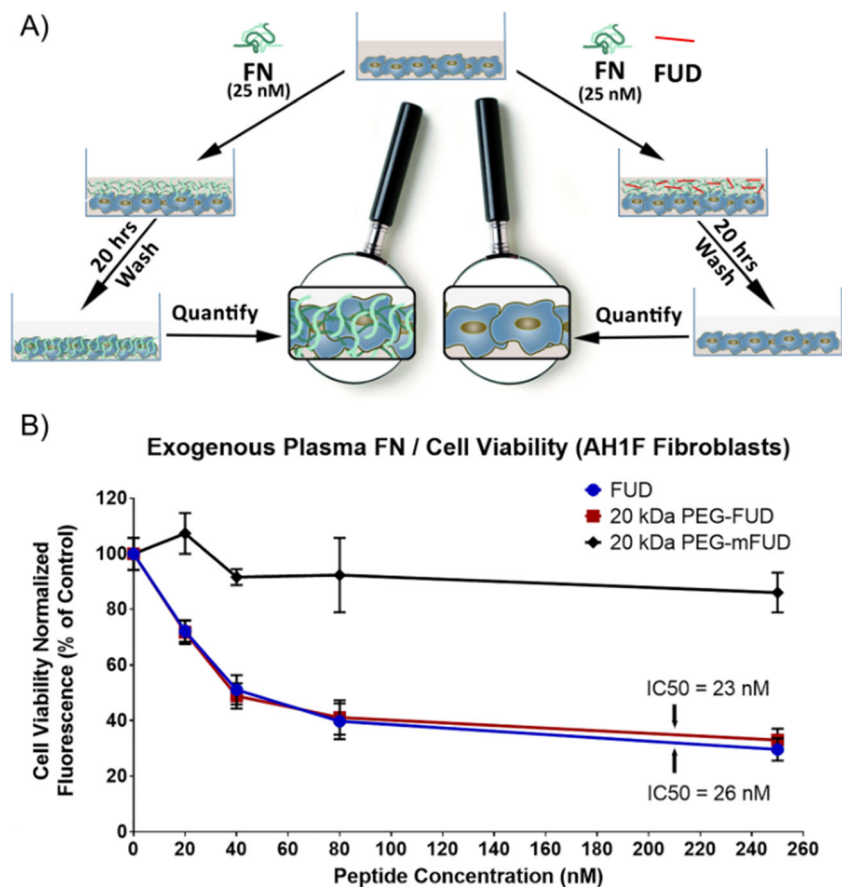 A)
FN
(25 nM)
FN
(25 nM)
FUD
20 hrs
Wash
20 hrs
Wash
Quantify
Quantify
B)
Exogenous Plasma FN / Cell Viability (AH1F Fibroblasts)
FUD
20 kDa PEG-FUD
20 kDa PEG-mFUD
Cell Viability Normalized
Fluorescence (% of Control)
120
100
80
60
40
20
0
IC50 = 23 nM
IC50 = 26 nM
0 20 40 60 80 100 120 140 160 180 200 220 240 260
Peptide Concentration (nM)